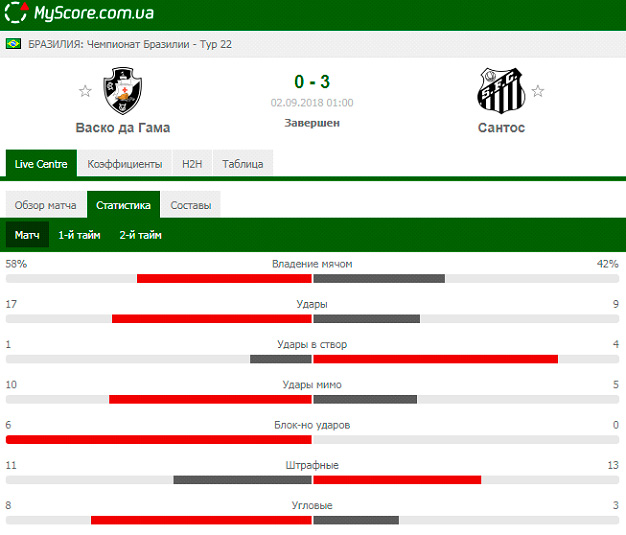 MyScore.com.ua
БРАЗИЛИЯ: Чемпионат Бразилии - Тур 22
0 - 3
02.09.2018 01:00
Завершен
Васко да Гама
S.F.C.
Сантос
Live Centre Коэффициенты H2H Таблица
Обзор матча Статистика Составы
Матч 1-й тайм 2-й тайм
58% Владение мячом 42%
17 Удары 9
1 Удары в створ 4
10 Удары мимо 5
6 Блок-но ударов 0
11 Штрафные 13
8 Угловые 3